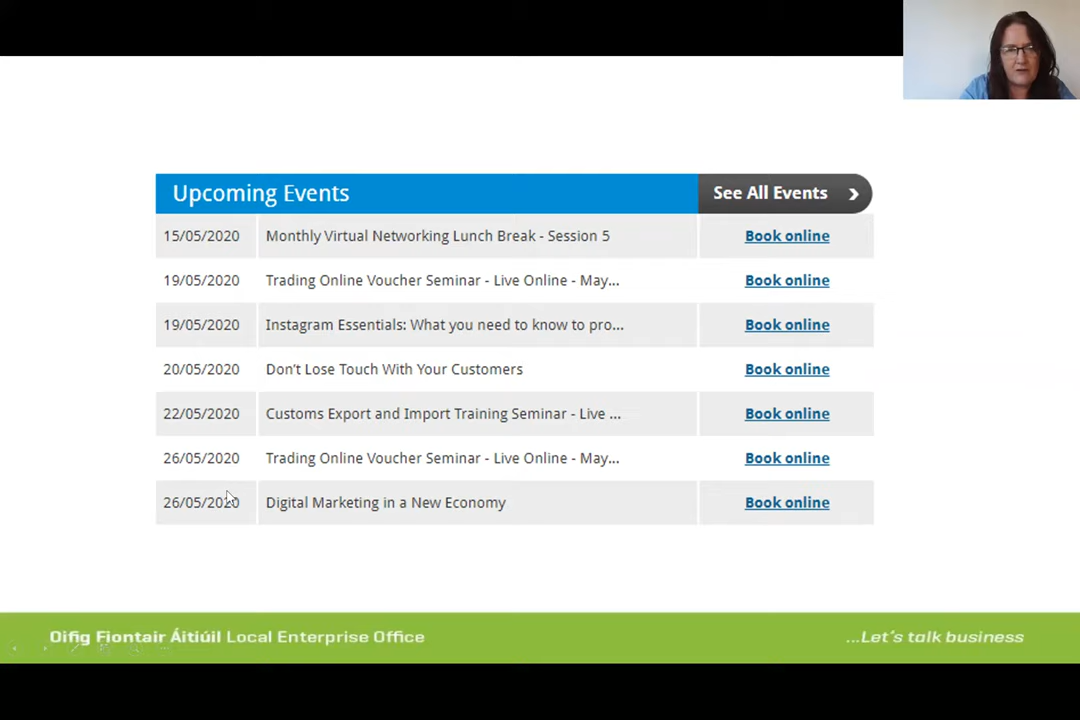 Upcoming Events See All Events
15/05/2020 Monthly Virtual Networking Lunch Break - Session 5 Book online
19/05/2020 Trading Online Voucher Seminar - Live Online - May... Book online
19/05/2020 Instagram Essentials: What you need to know to pro... Book online
20/05/2020 Don't Lose Touch With Your Customers Book online
22/05/2020 Customs Export and Import Training Seminar - Live ... Book online
26/05/2020 Trading Online Voucher Seminar - Live Online - May... Book online
26/05/2020 Digital Marketing in a New Economy Book online
Oifig Fiontair Áitiúil Local Enterprise Office ...Let's talk business